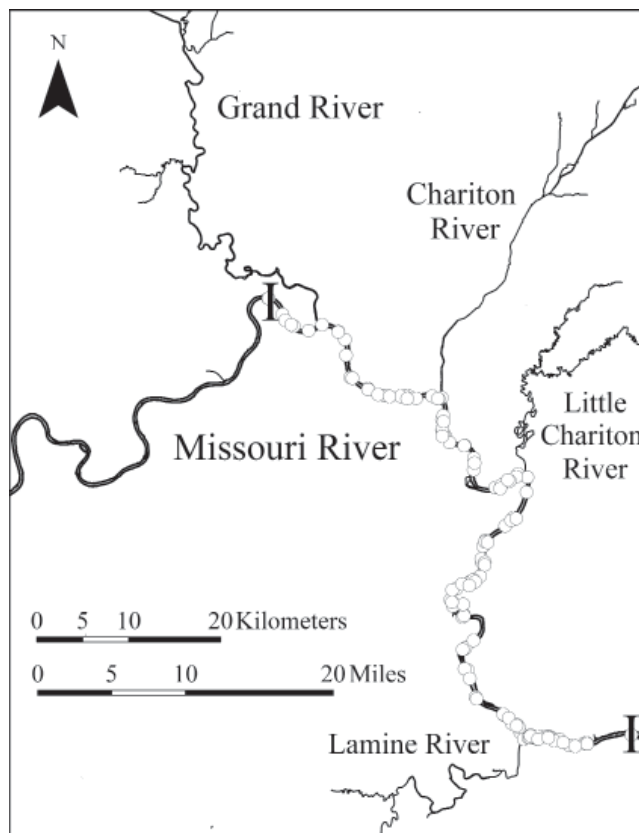 N
Grand River
Chariton
River
Little
Chariton
River
Missouri River
0 5 10 20 Kilometers
0 5 10 20 Miles
Lamine River